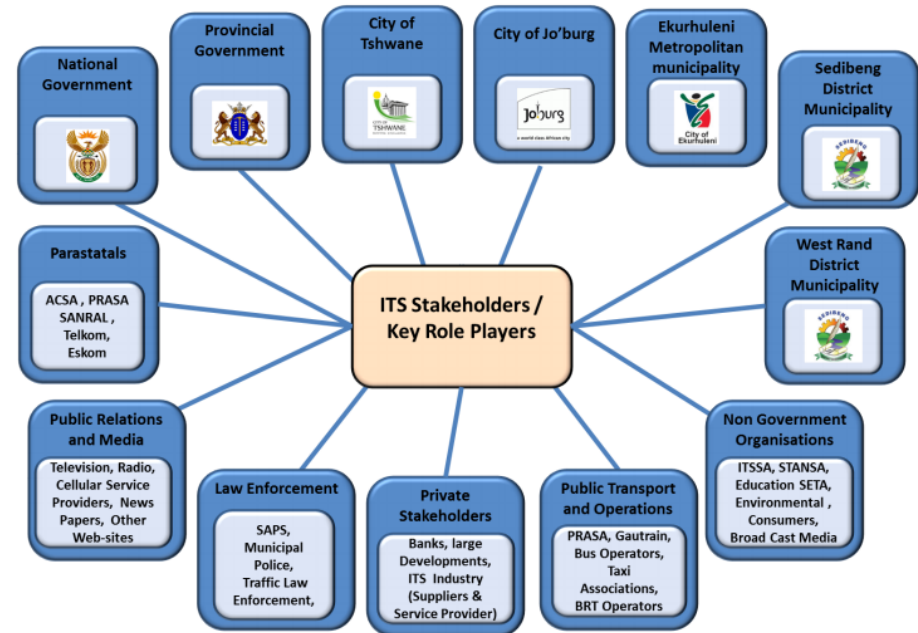 National
Government
Provincial
Government
City of
Tshwane
CITY OF
TSHWANE
City of Jo'burg
Joburg
a world class African city
Ekurhuleni
Metropolitan
municipality
City of
Ekurhuleni
Sedibeng
District
Municipality
SEDIBENG
Parastatals
ACSA , PRASA
SANRAL ,
Telkom,
Eskom
ITS Stakeholders /
Key Role Players
West Rand
District
Municipality
SEDIBENG
Public Relations
and Media
Television, Radio,
Cellular Service
Providers, News
Papers, Other
Web-sites
Law Enforcement
SAPS,
Municipal
Police,
Traffic Law
Enforcement,
Private
Stakeholders
Banks, large
Developments,
ITS Industry
(Suppliers &
Service Provider)
Public Transport
and Operations
PRASA, Gautrain,
Bus Operators,
Taxi
Associations,
BRT Operators
Non Government
Organisations
ITSSA, STANSA,
Education SETA,
Environmental ,
Consumers,
Broad Cast Media